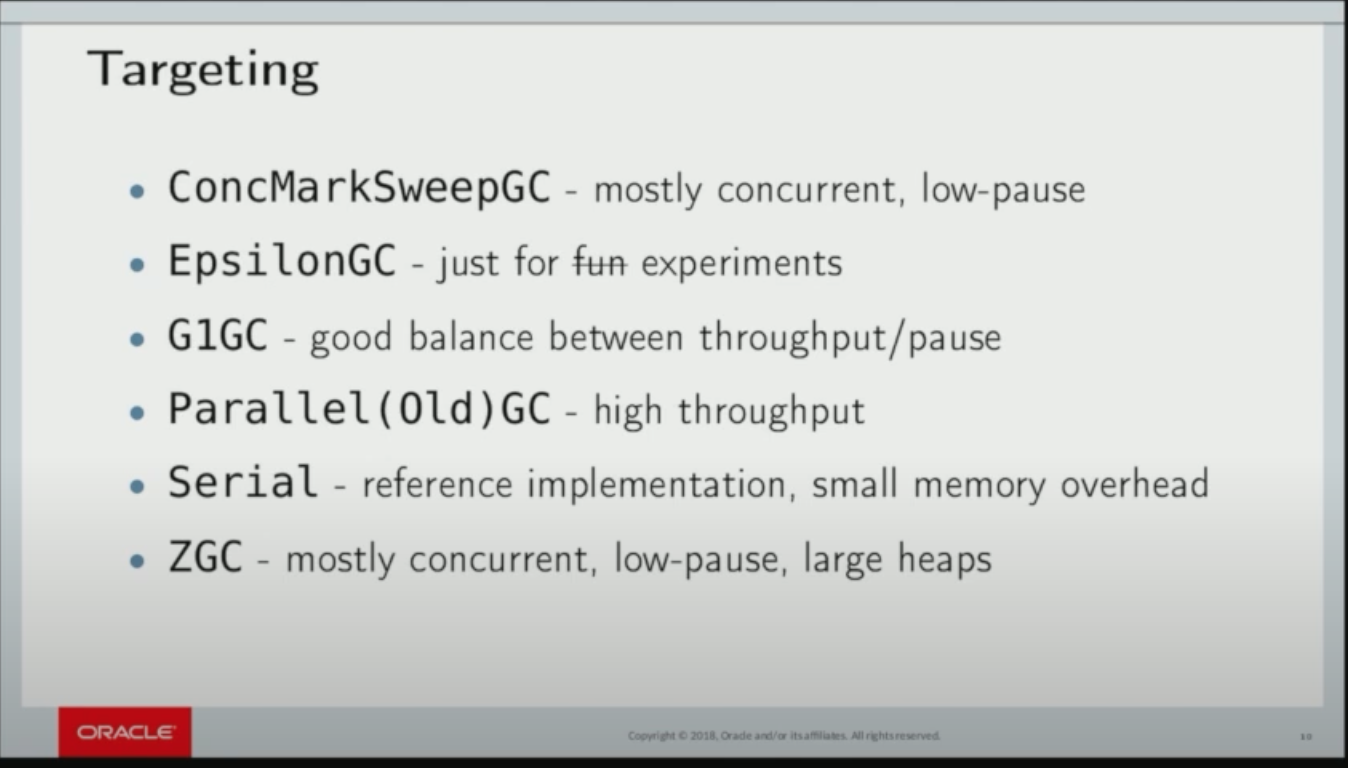 Targeting
• ConcMarkSweepGC - mostly concurrent, low-pause
• EpsilonGC - just for fun experiments
• G1GC - good balance between throughput/pause
• Parallel(Old)GC - high throughput
• Serial - reference implementation, small memory overhead
• ZGC - mostly concurrent, low-pause, large heaps
ORACLE
Copyright © 2018, Oracle and/or its affiliates. All rights reserved.
10